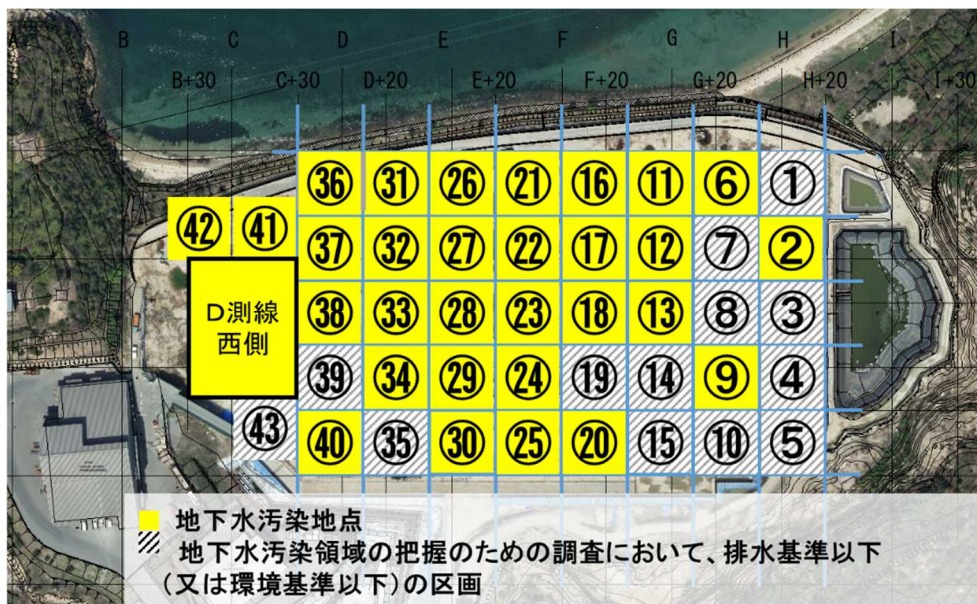 A B C D E F G H I
B+30 C+30 D+20 E+20 F+20 G+20 H+20 I+30
㊱ ㉛ ㉖ ㉑ ⑯ ⑪ ⑥ ①
㊷ ㊶ ㊲ ㉜ ㉗ ㉒ ⑰ ⑫ ⑦ ②
D測線
西側
㊳ ㉝ ㉘ ㉓ ⑱ ⑬ ⑧ ③
㊴ ㉞ ㉙ ㉔ ⑲ ⑭ ⑨ ④
㊸ ㊵ ㉟ ㉚ ㉕ ⑳ ⑮ ⑩ ⑤
地下水汚染地点
地下水汚染領域の把握のための調査において、排水基準以下
(又は環境基準以下)の区画